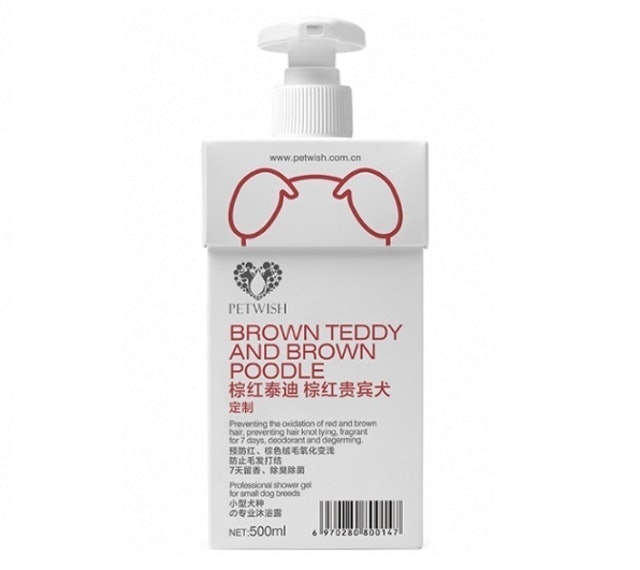 www.petwish.com.cn
PETWISH
BROWN TEDDY
AND BROWN
POODLE
棕红泰迪 棕红贵宾犬
定制
Preventing the oxidation of red and brown
hair, preventing hair knot tying, fragrant
for 7 days, deodorant and degerming.
预防红、棕色绒毛氧化变浅
防止毛发打结
7天留香、除臭除菌
Professional shower gel
for small dog breeds
小型犬种
の专业沐浴露
NET:500ml
6 970280 800147